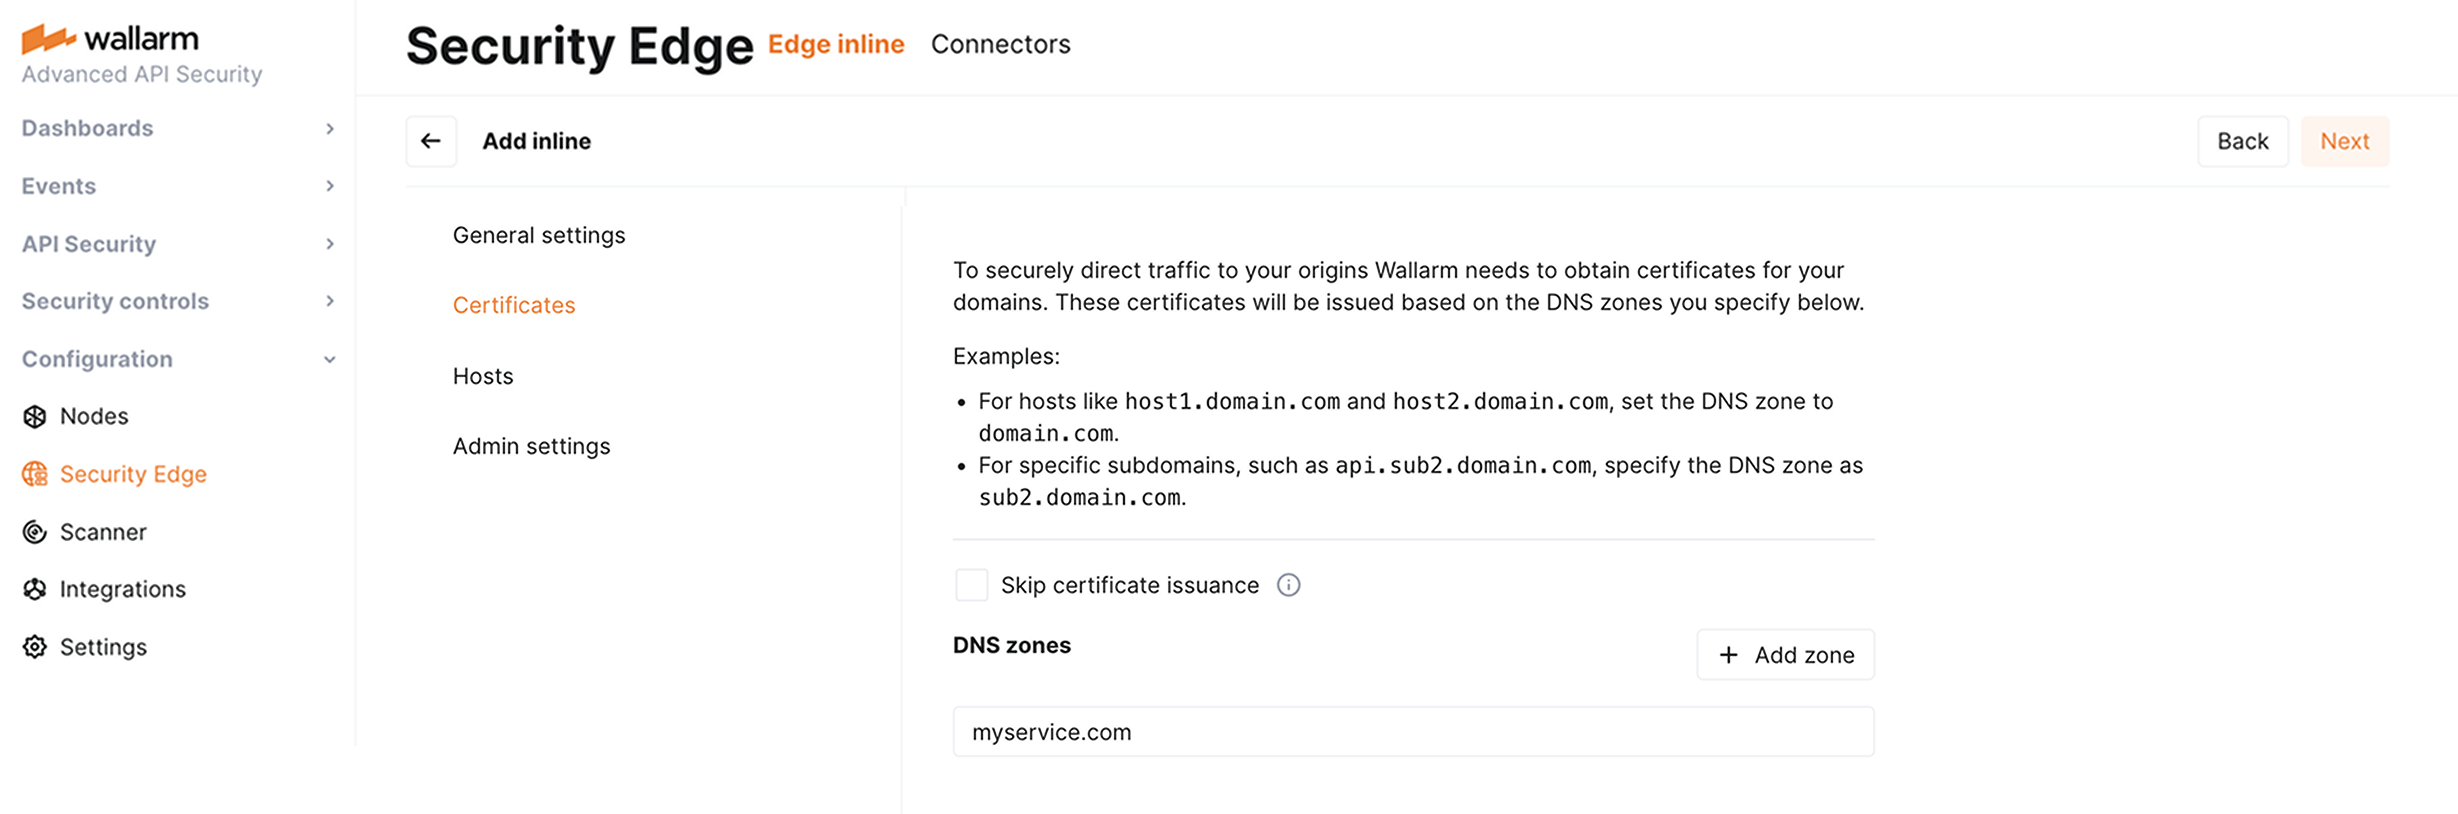 wallarm
Advanced API Security
Dashboards
Events
API Security
Security controls
Configuration
Nodes
Security Edge
Scanner
Integrations
Settings
Security Edge Edge inline Connectors
Add inline
Back Next
General settings
Certificates
Hosts
Admin settings
To securely direct traffic to your origins Wallarm needs to obtain certificates for your
domains. These certificates will be issued based on the DNS zones you specify below.
Examples:
• For hosts like host1.domain.com and host2.domain.com, set the DNS zone to
domain.com.
• For specific subdomains, such as api.sub2.domain.com, specify the DNS zone as
sub2.domain.com.
Skip certificate issuance
DNS zones
+ Add zone
myservice.com